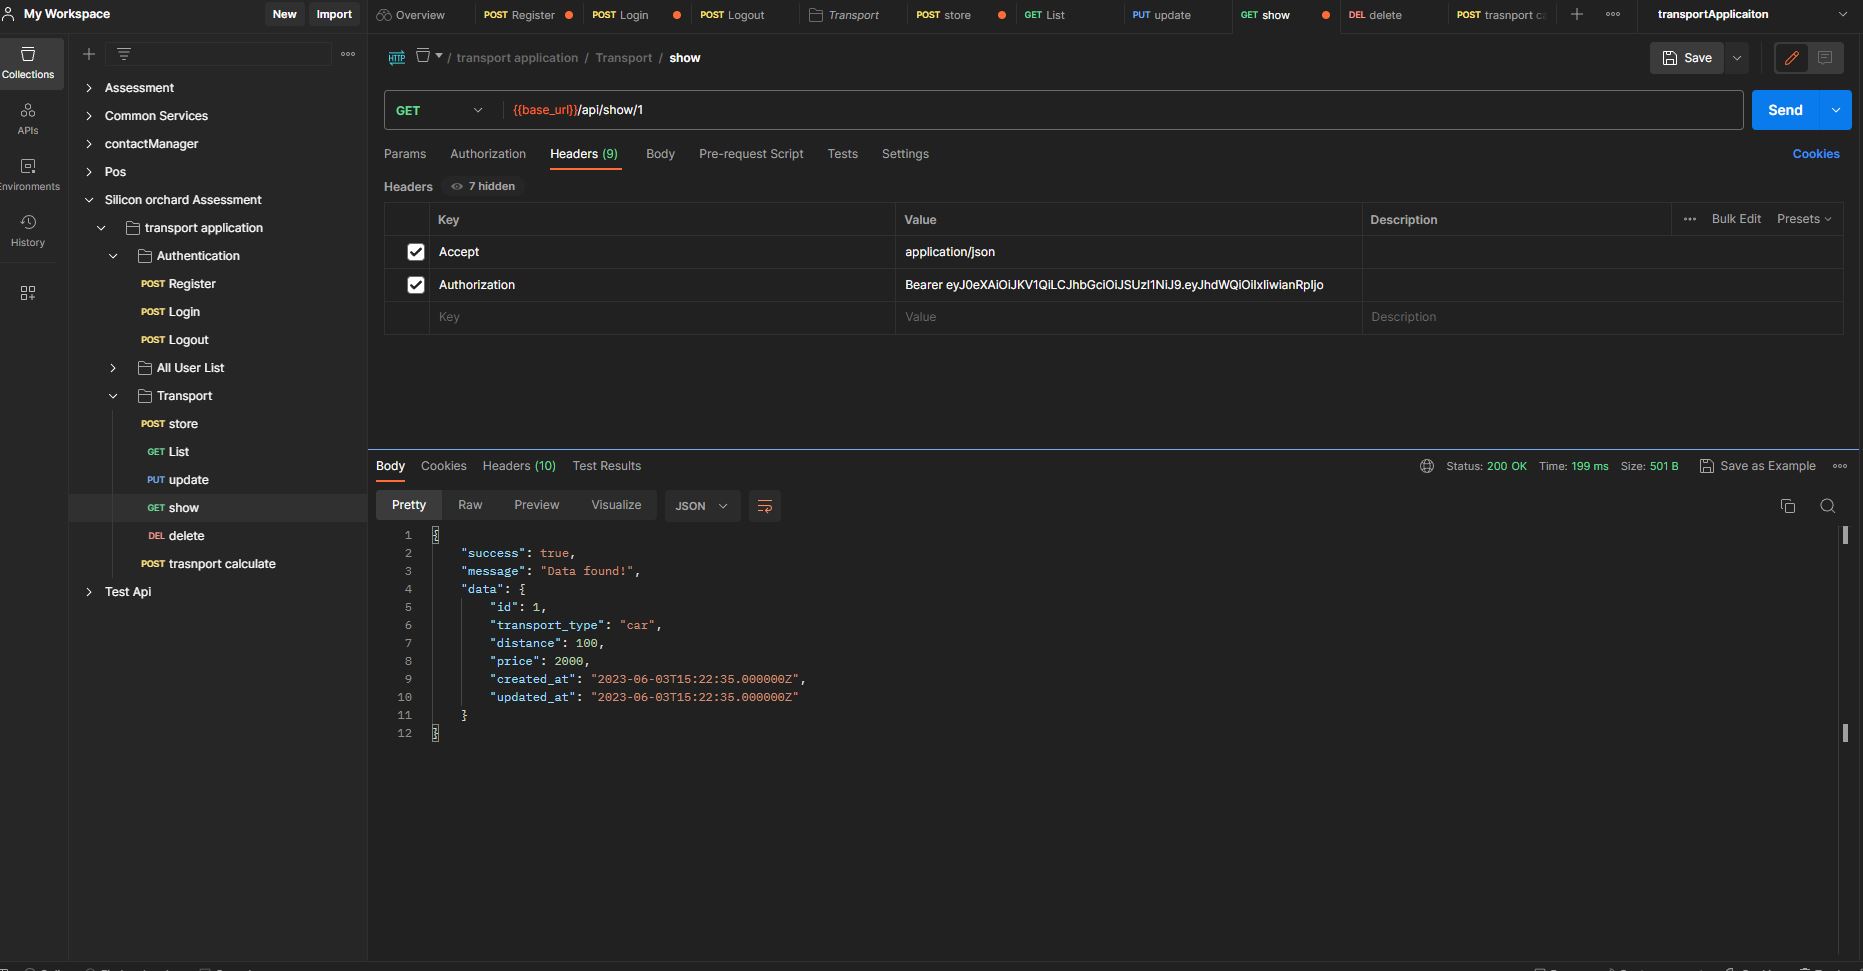 My Workspace New Import
Overview POST Register POST Login POST Logout Transport POST store GET List PUT update GET show DEL delete POST trasnport ca transportApplicaiton
Collections
APIs
Environments
History
Assessment
Common Services
contactManager
Pos
Silicon orchard Assessment
transport application
Authentication
POST Register
POST Login
POST Logout
All User List
Transport
POST store
GET List
PUT update
GET show
DEL delete
POST trasnport calculate
Test Api
HTTP / transport application / Transport / show Save
GET {{base_url}}/api/show/1 Send
Params Authorization Headers (9) Body Pre-request Script Tests Settings Cookies
Headers 7 hidden
Key Value Description Bulk Edit Presets
Accept application/json
Authorization Bearer eyJ0eXAiOiJKV1QiLCJhbGciOiJSUzI1NiJ9.eyJhdWQiOiIxIiwianRpIjo
Key Value Description
Body Cookies Headers (10) Test Results Status: 200 OK Time: 199 ms Size: 501 B Save as Example
Pretty Raw Preview Visualize JSON
1 {
2 "success": true,
3 "message": "Data found!",
4 "data": {
5 "id": 1,
6 "transport_type": "car",
7 "distance": 100,
8 "price": 2000,
9 "created_at": "2023-06-03T15:22:35.000000Z",
10 "updated_at": "2023-06-03T15:22:35.000000Z"
11 }
12 }